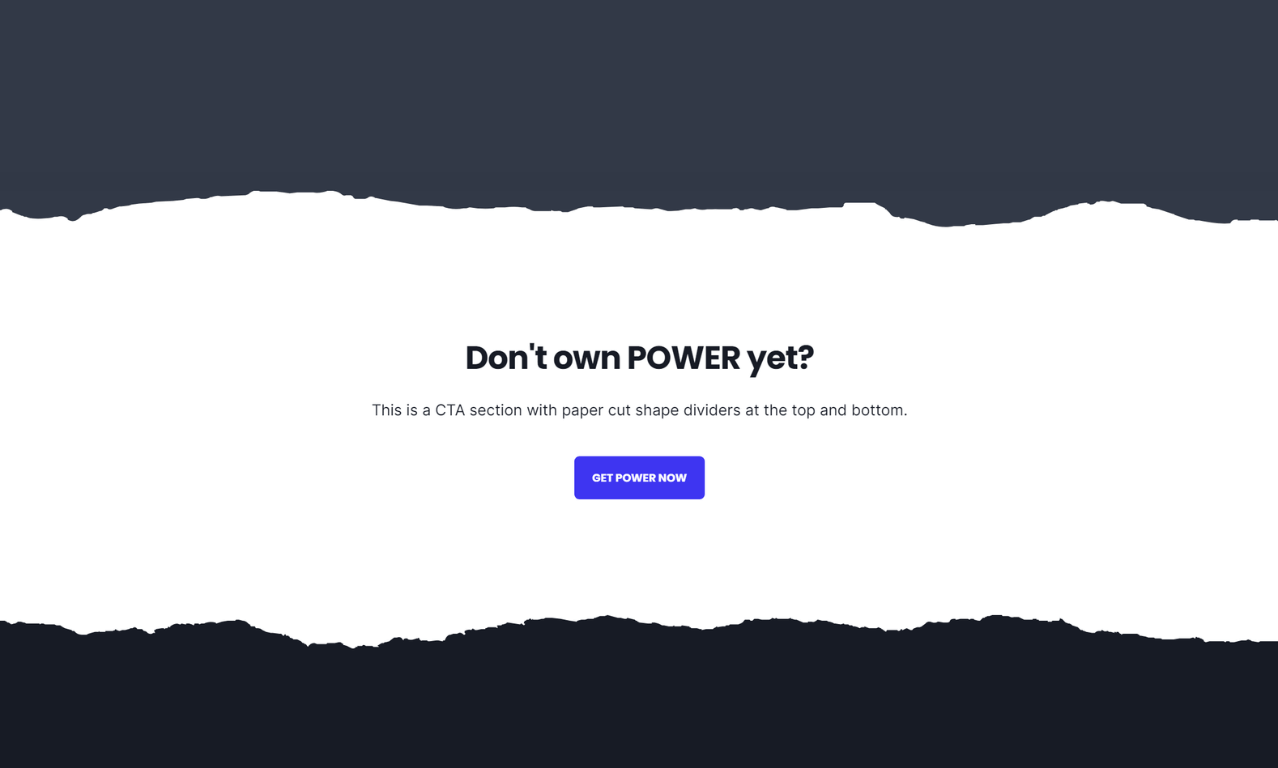 Don't own POWER yet?
This is a CTA section with paper cut shape dividers at the top and bottom.
GET POWER NOW